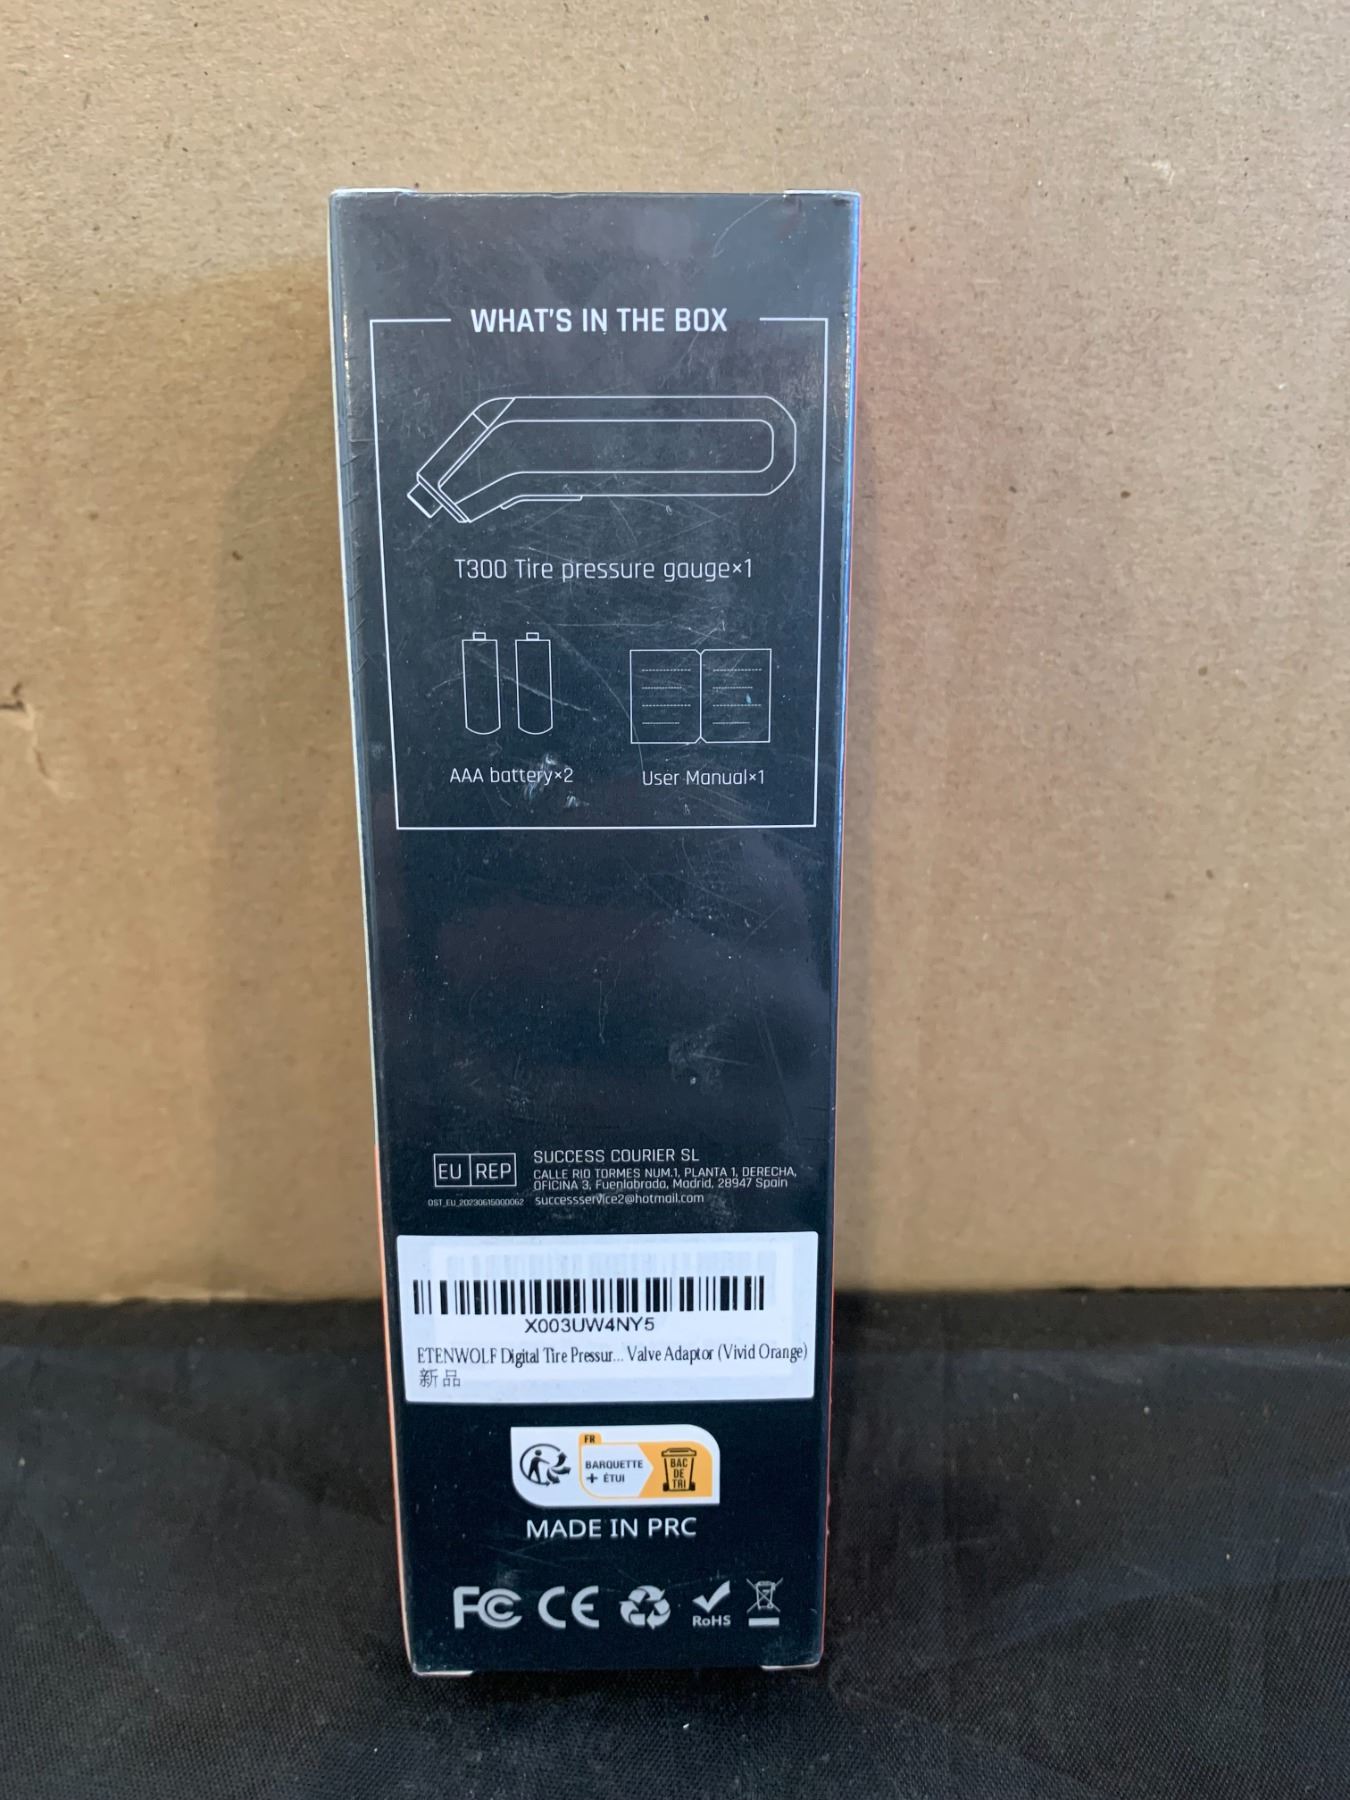 WHAT'S IN THE BOX
T300 Tire pressure gauge×1
AAA battery×2
User Manual×1
EU REP
SUCCESS COURIER SL
CALLE RIO TORMES NUM.1, PLANTA 1, DERECHA,
OFICINA 3, Fuenlabrada, Madrid, 28947 Spain
OST_EU_20230615000062
successservice2@hotmail.com
X003UW4NY5
ETENWOLF Digital Tire Pressur... Valve Adaptor (Vivid Orange)
新品
FR
BARQUETTE
+ ÉTUI
BAC
DE
TRI
MADE IN PRC
FC CE
RoHS